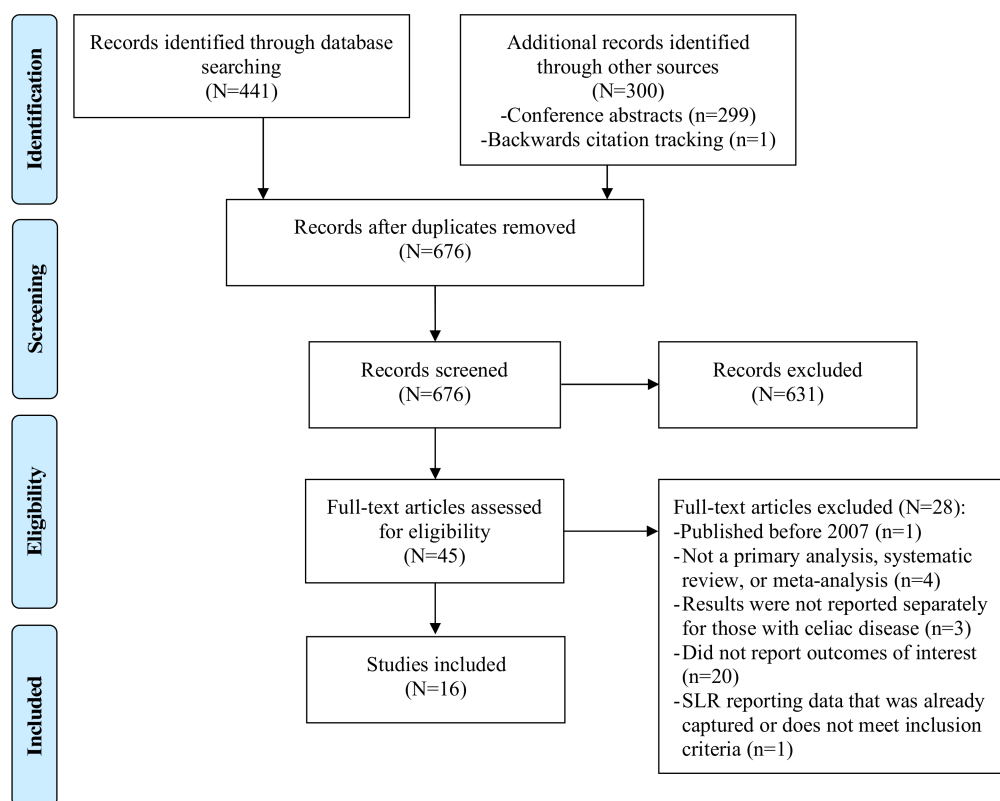 Identification
Records identified through database
searching
(N=441)
Additional records identified
through other sources
(N=300)
-Conference abstracts (n=299)
-Backwards citation tracking (n=1)
Records after duplicates removed
(N=676)
Screening
Records screened
(N=676)
Records excluded
(N=631)
Eligibility
Full-text articles assessed
for eligibility
(N=45)
Full-text articles excluded (N=28):
-Published before 2007 (n=1)
-Not a primary analysis, systematic
review, or meta-analysis (n=4)
-Results were not reported separately
for those with celiac disease (n=3)
-Did not report outcomes of interest
(n=20)
-SLR reporting data that was already
captured or does not meet inclusion
criteria (n=1)
Included
Studies included
(N=16)